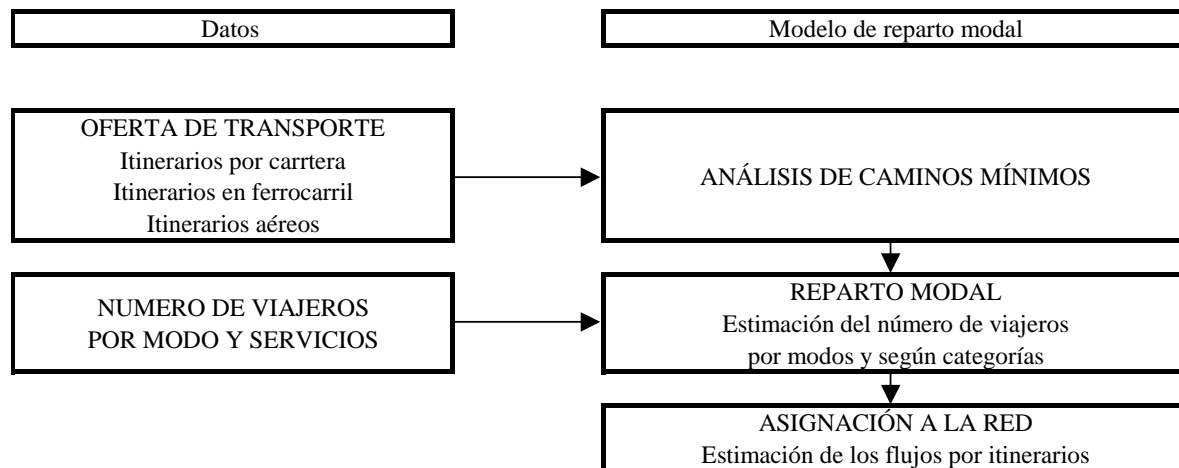 Datos
Modelo de reparto modal
OFERTA DE TRANSPORTE
Itinerarios por carrtera
Itinerarios en ferrocarril
Itinerarios aéreos
ANÁLISIS DE CAMINOS MÍNIMOS
NUMERO DE VIAJEROS
POR MODO Y SERVICIOS
REPARTO MODAL
Estimación del número de viajeros
por modos y según categorías
ASIGNACIÓN A LA RED
Estimación de los flujos por itinerarios